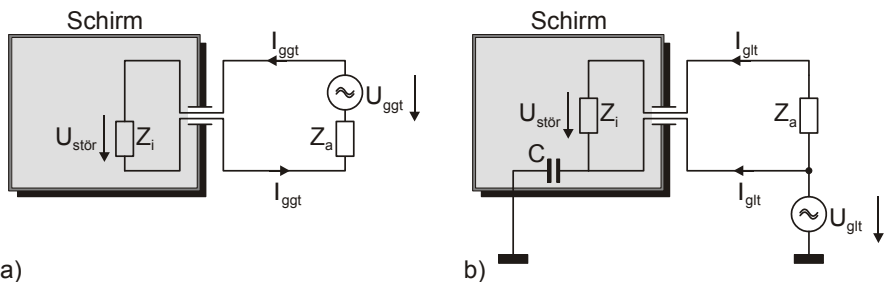 Schirm
I_ggt
U_ggt
U_stör
Z_i
Z_a
I_ggt
a)
Schirm
I_glt
U_stör
Z_i
Z_a
C
I_glt
U_glt
b)